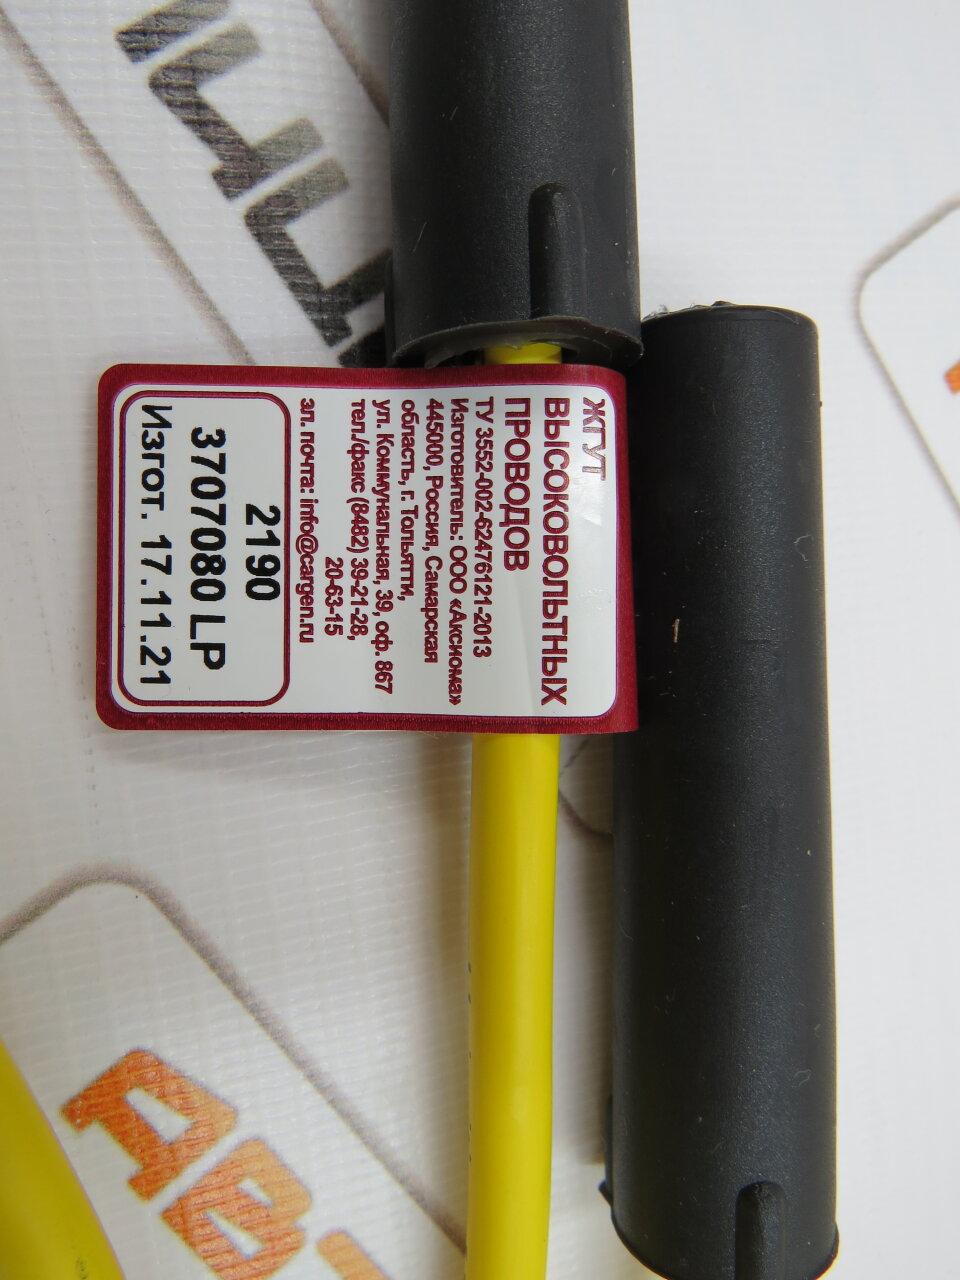 ЖГУТ
ВЫСОКОВОЛЬТНЫХ
ПРОВОДОВ
ТУ 3552-002-62476121-2013
Изготовитель: ООО «Аксиома»
445000, Россия, Самарская
область, г. Тольятти,
ул. Коммунальная, 39, оф. 867
тел./факс (8482) 39-21-28,
20-63-15
эл. почта: info@cargen.ru
2190
3707080 LP
Изгот. 17.11.21